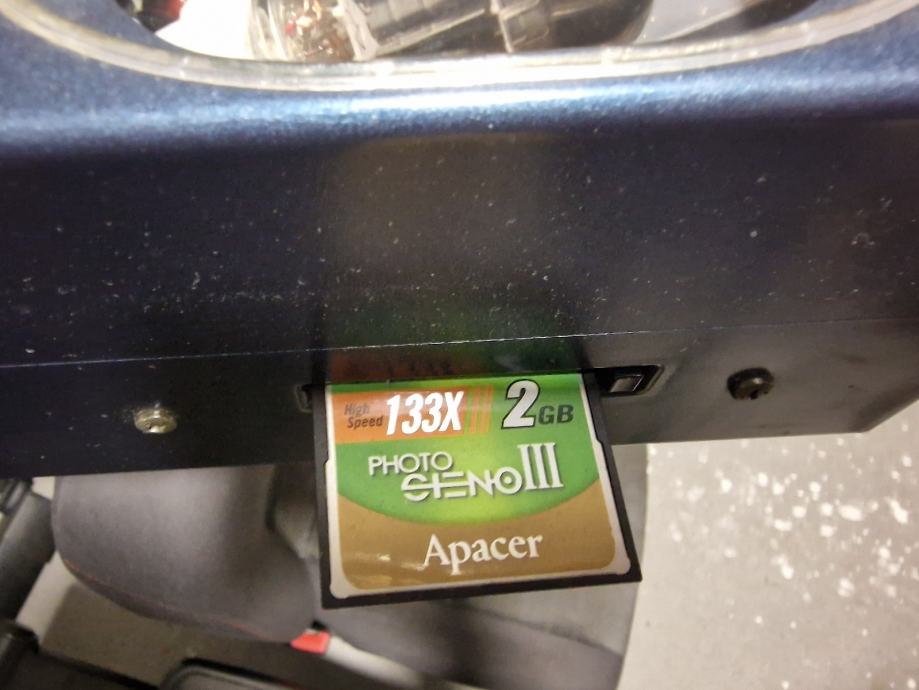 High Speed 133X 2GB
PHOTO
STENO III
Apacer